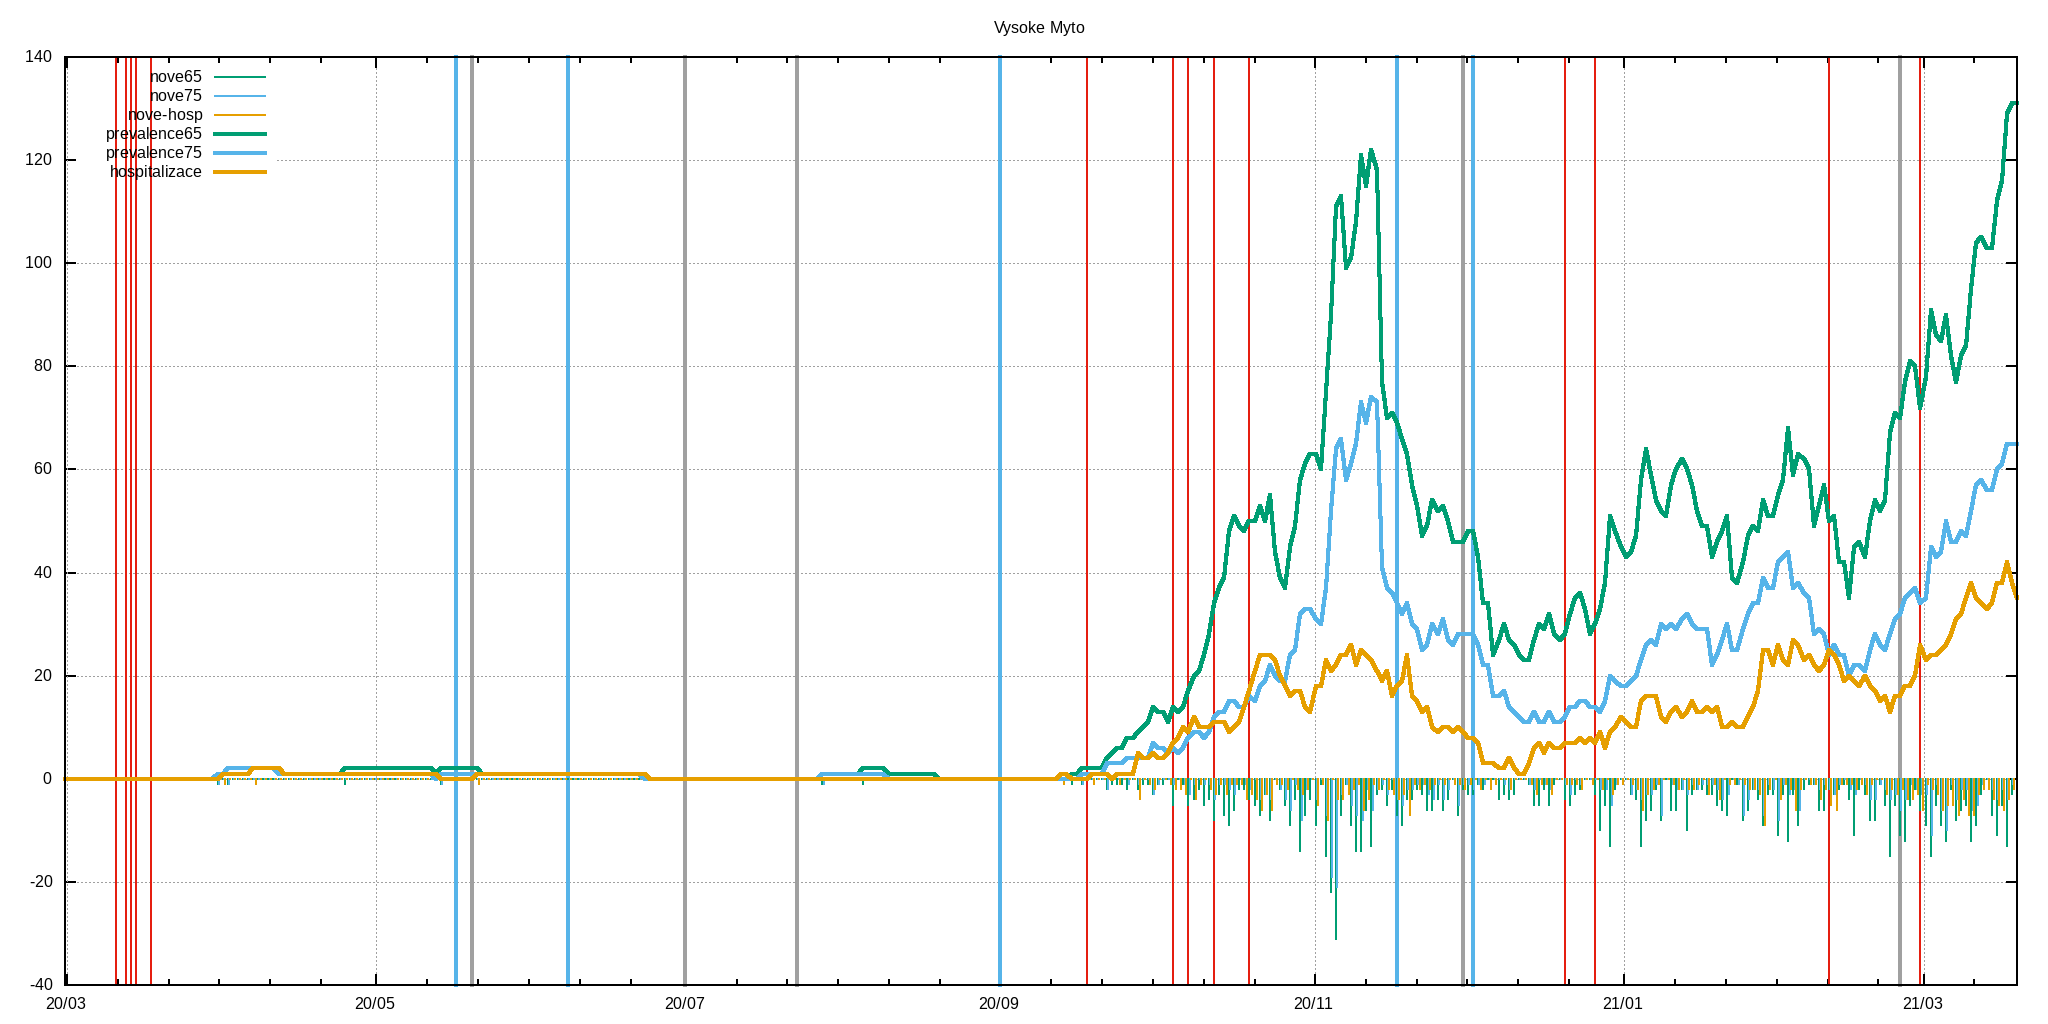 Vysoke Myto
140
120
100
80
60
40
20
0
-20
-40
nove65
nove75
nove-hosp
prevalence65
prevalence75
hospitalizace
20/03 20/05 20/07 20/09 20/11 21/01 21/03